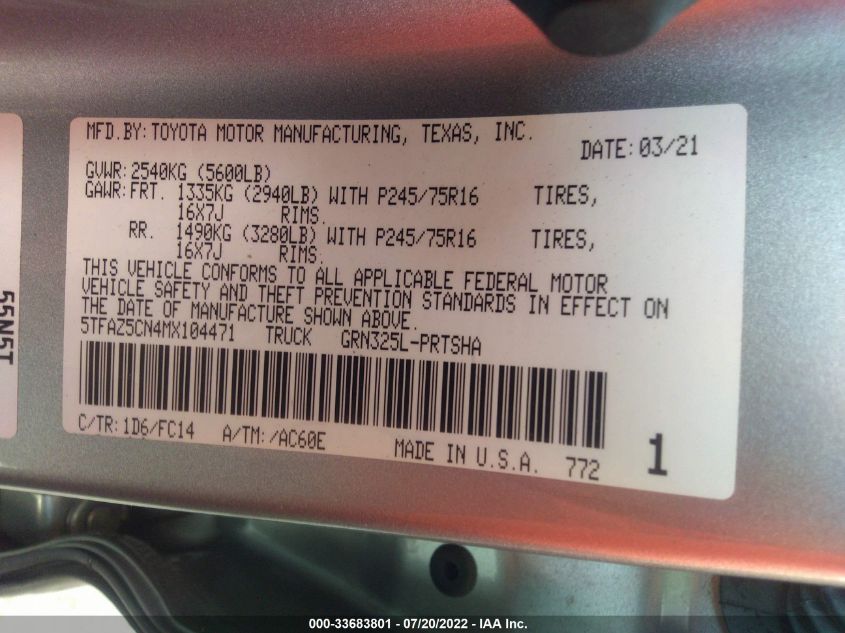 MFD.BY: TOYOTA MOTOR MANUFACTURING, TEXAS, INC.
DATE: 03/21
GVWR: 2540KG (5600LB)
GAWR: FRT. 1335KG (2940LB) WITH P245/75R16 TIRES,
16X7J RIMS.
RR. 1490KG (3280LB) WITH P245/75R16 TIRES,
16X7J RIMS.
THIS VEHICLE CONFORMS TO ALL APPLICABLE FEDERAL MOTOR
VEHICLE SAFETY AND THEFT PREVENTION STANDARDS IN EFFECT ON
THE DATE OF MANUFACTURE SHOWN ABOVE.
5TFAZ5CN4MX104471 TRUCK GRN325L-PRTSHA
C/TR: 1D6/FC14 A/TM: /AC60E MADE IN U.S.A. 772 1
55N5T
000-33683801 - 07/20/2022 - IAA Inc.